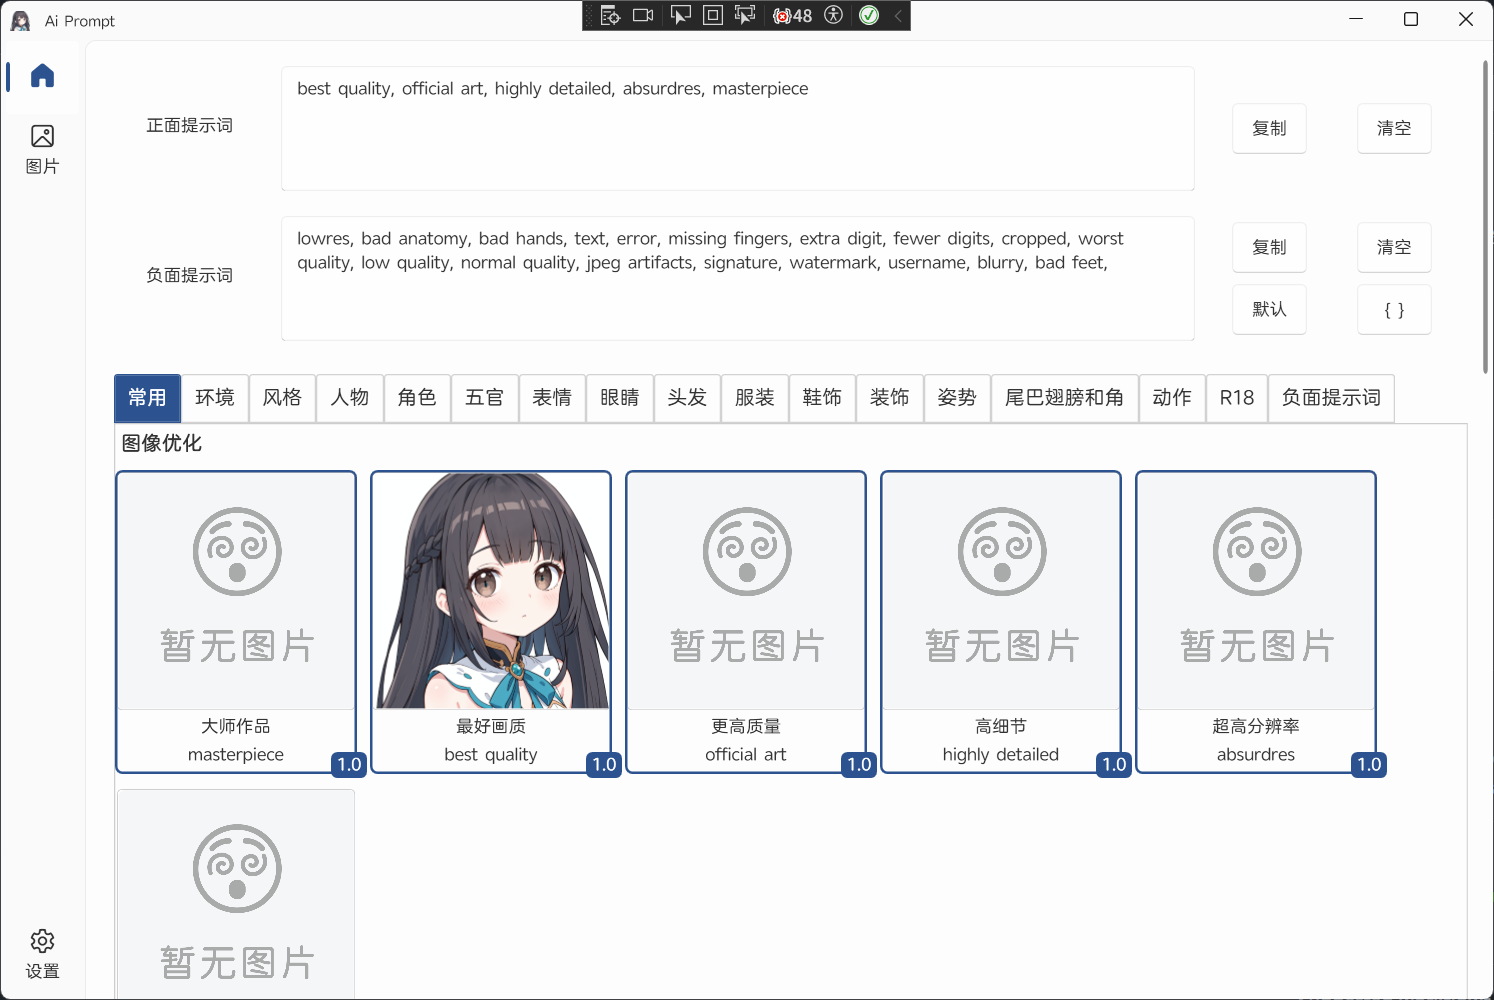 Ai Prompt
48
图片
设置
正面提示词
best quality, official art, highly detailed, absurdres, masterpiece
复制
清空
负面提示词
lowres, bad anatomy, bad hands, text, error, missing fingers, extra digit, fewer digits, cropped, worst
quality, low quality, normal quality, jpeg artifacts, signature, watermark, username, blurry, bad feet,
复制
清空
默认
{ }
常用 环境 风格 人物 角色 五官 表情 眼睛 头发 服装 鞋饰 装饰 姿势 尾巴翅膀和角 动作 R18 负面提示词
图像优化
暂无图片
大师作品
masterpiece
1.0
最好画质
best quality
1.0
暂无图片
更高质量
official art
1.0
暂无图片
高细节
highly detailed
1.0
暂无图片
超高分辨率
absurdres
1.0
暂无图片